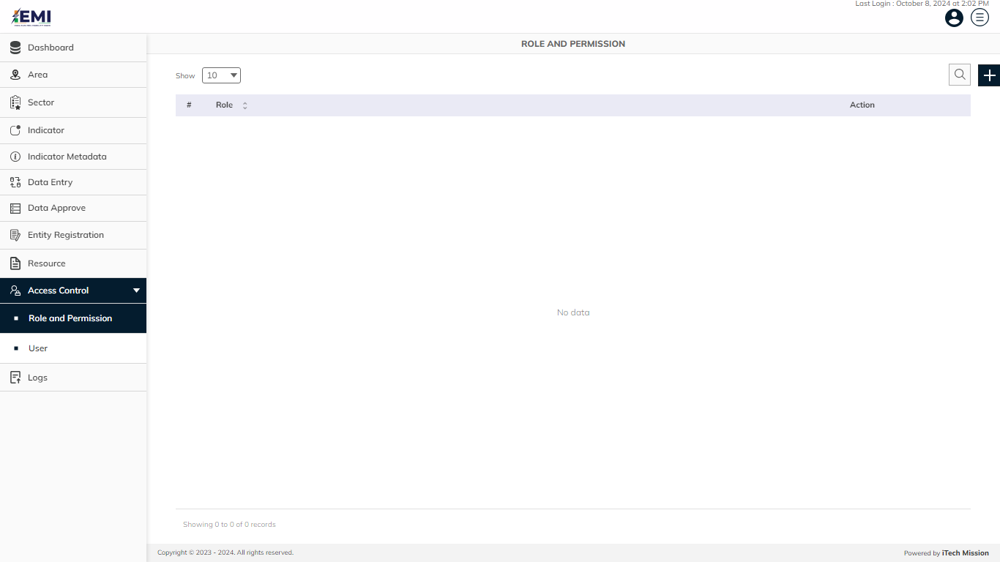 Last Login : October 8, 2024 at 2:02 PM
EMI
Dashboard
Area
Sector
Indicator
Indicator Metadata
Data Entry
Data Approve
Entity Registration
Resource
Access Control
Role and Permission
User
Logs
ROLE AND PERMISSION
Show 10
# Role Action
No data
Showing 0 to 0 of 0 records
Copyright © 2023 - 2024. All rights reserved.
Powered by iTech Mission